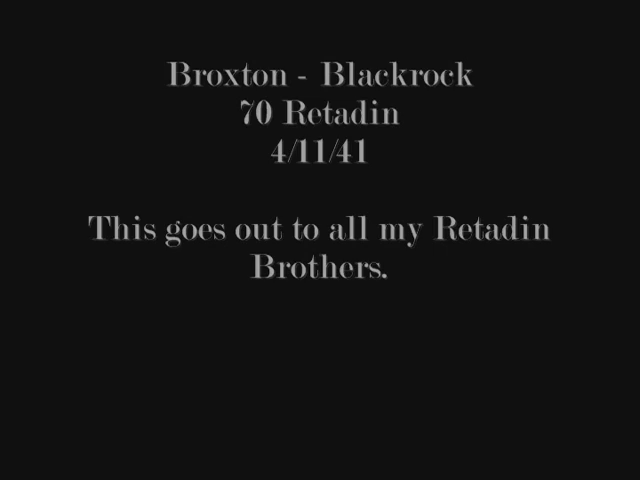 Broxton - Blackrock
70 Retadin
4/11/41
This goes out to all my Retadin
Brothers.